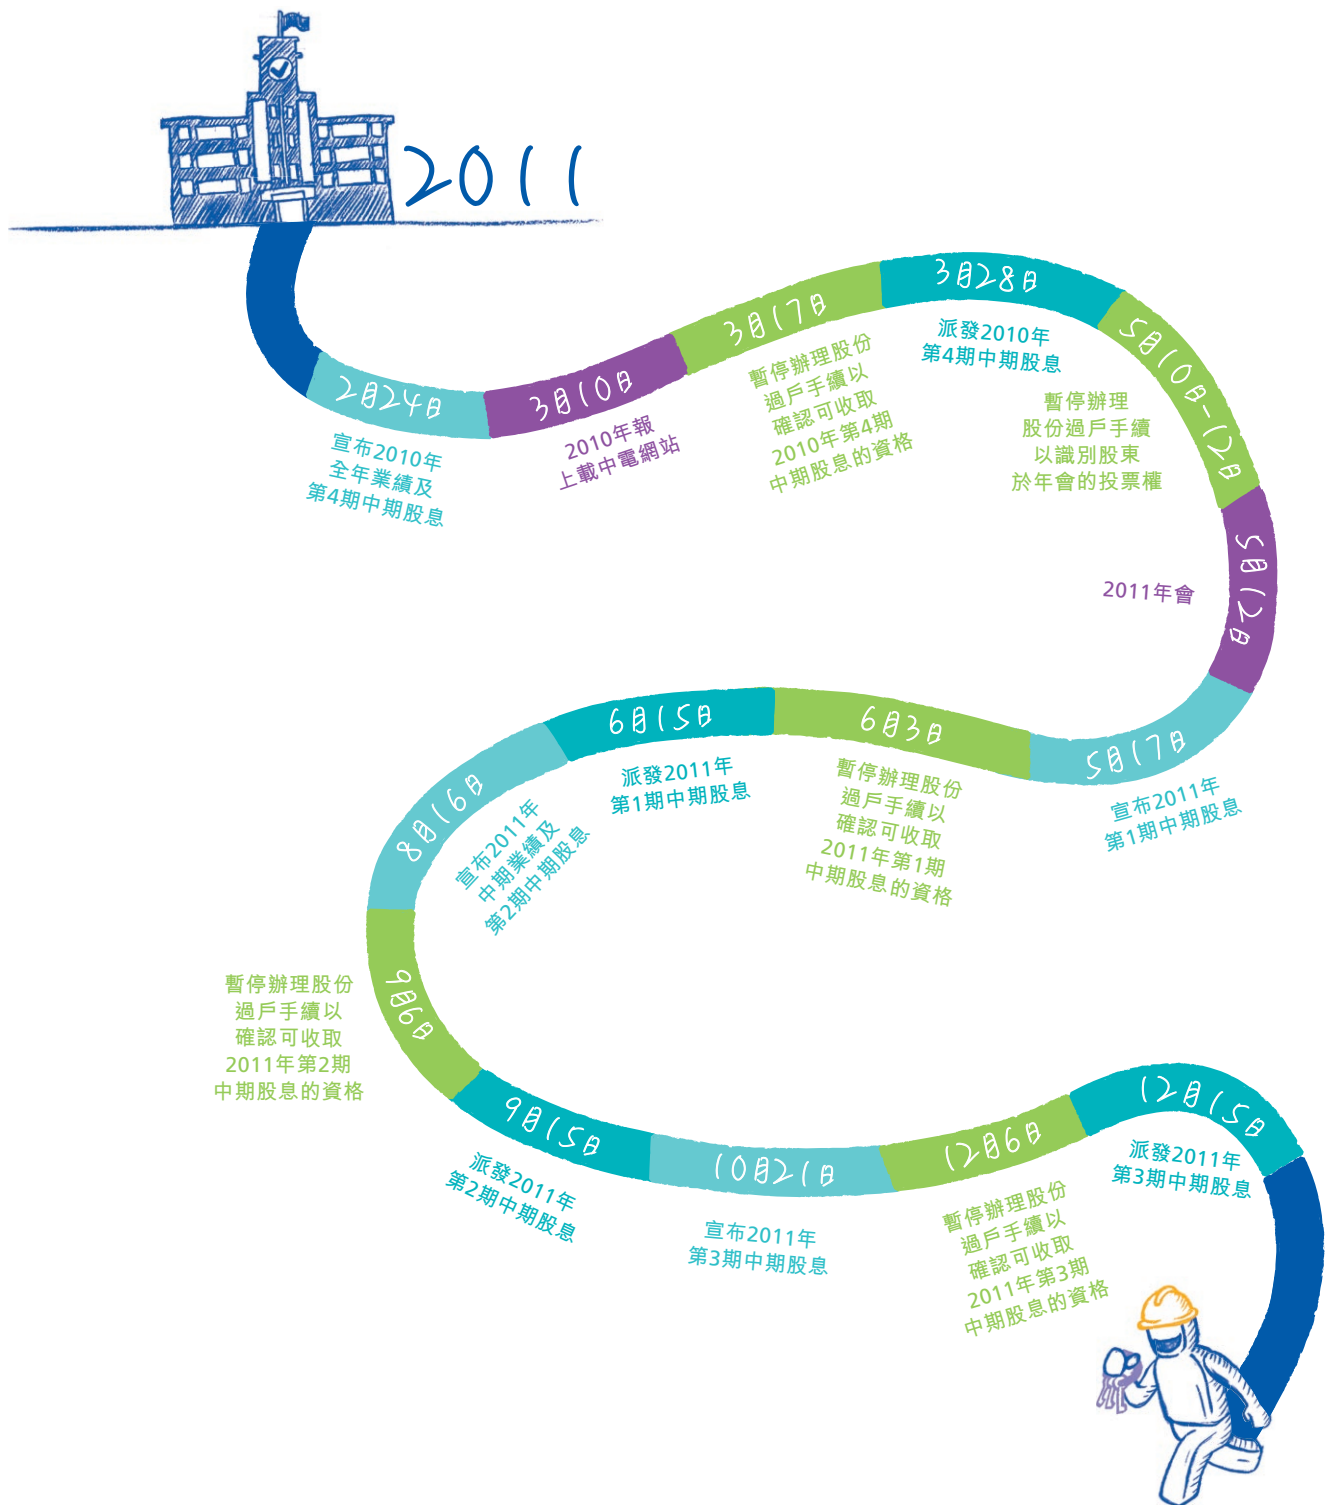 2011
2月24日
宣布2010年
全年業績及
第4期中期股息
3月10日
2010年報
上載中電網站
3月17日
暫停辦理股份
過戶手續以
確認可收取
2010年第4期
中期股息的資格
3月28日
派發2010年
第4期中期股息
5月10日-12日
暫停辦理
股份過戶手續
以識別股東
於年會的投票權
5月12日
2011年會
5月17日
宣布2011年
第1期中期股息
6月3日
暫停辦理股份
過戶手續以
確認可收取
2011年第1期
中期股息的資格
6月15日
派發2011年
第1期中期股息
8月16日
宣布2011年
中期業績及
第2期中期股息
9月6日
暫停辦理股份
過戶手續以
確認可收取
2011年第2期
中期股息的資格
9月15日
派發2011年
第2期中期股息
10月21日
宣布2011年
第3期中期股息
12月6日
暫停辦理股份
過戶手續以
確認可收取
2011年第3期
中期股息的資格
12月15日
派發2011年
第3期中期股息